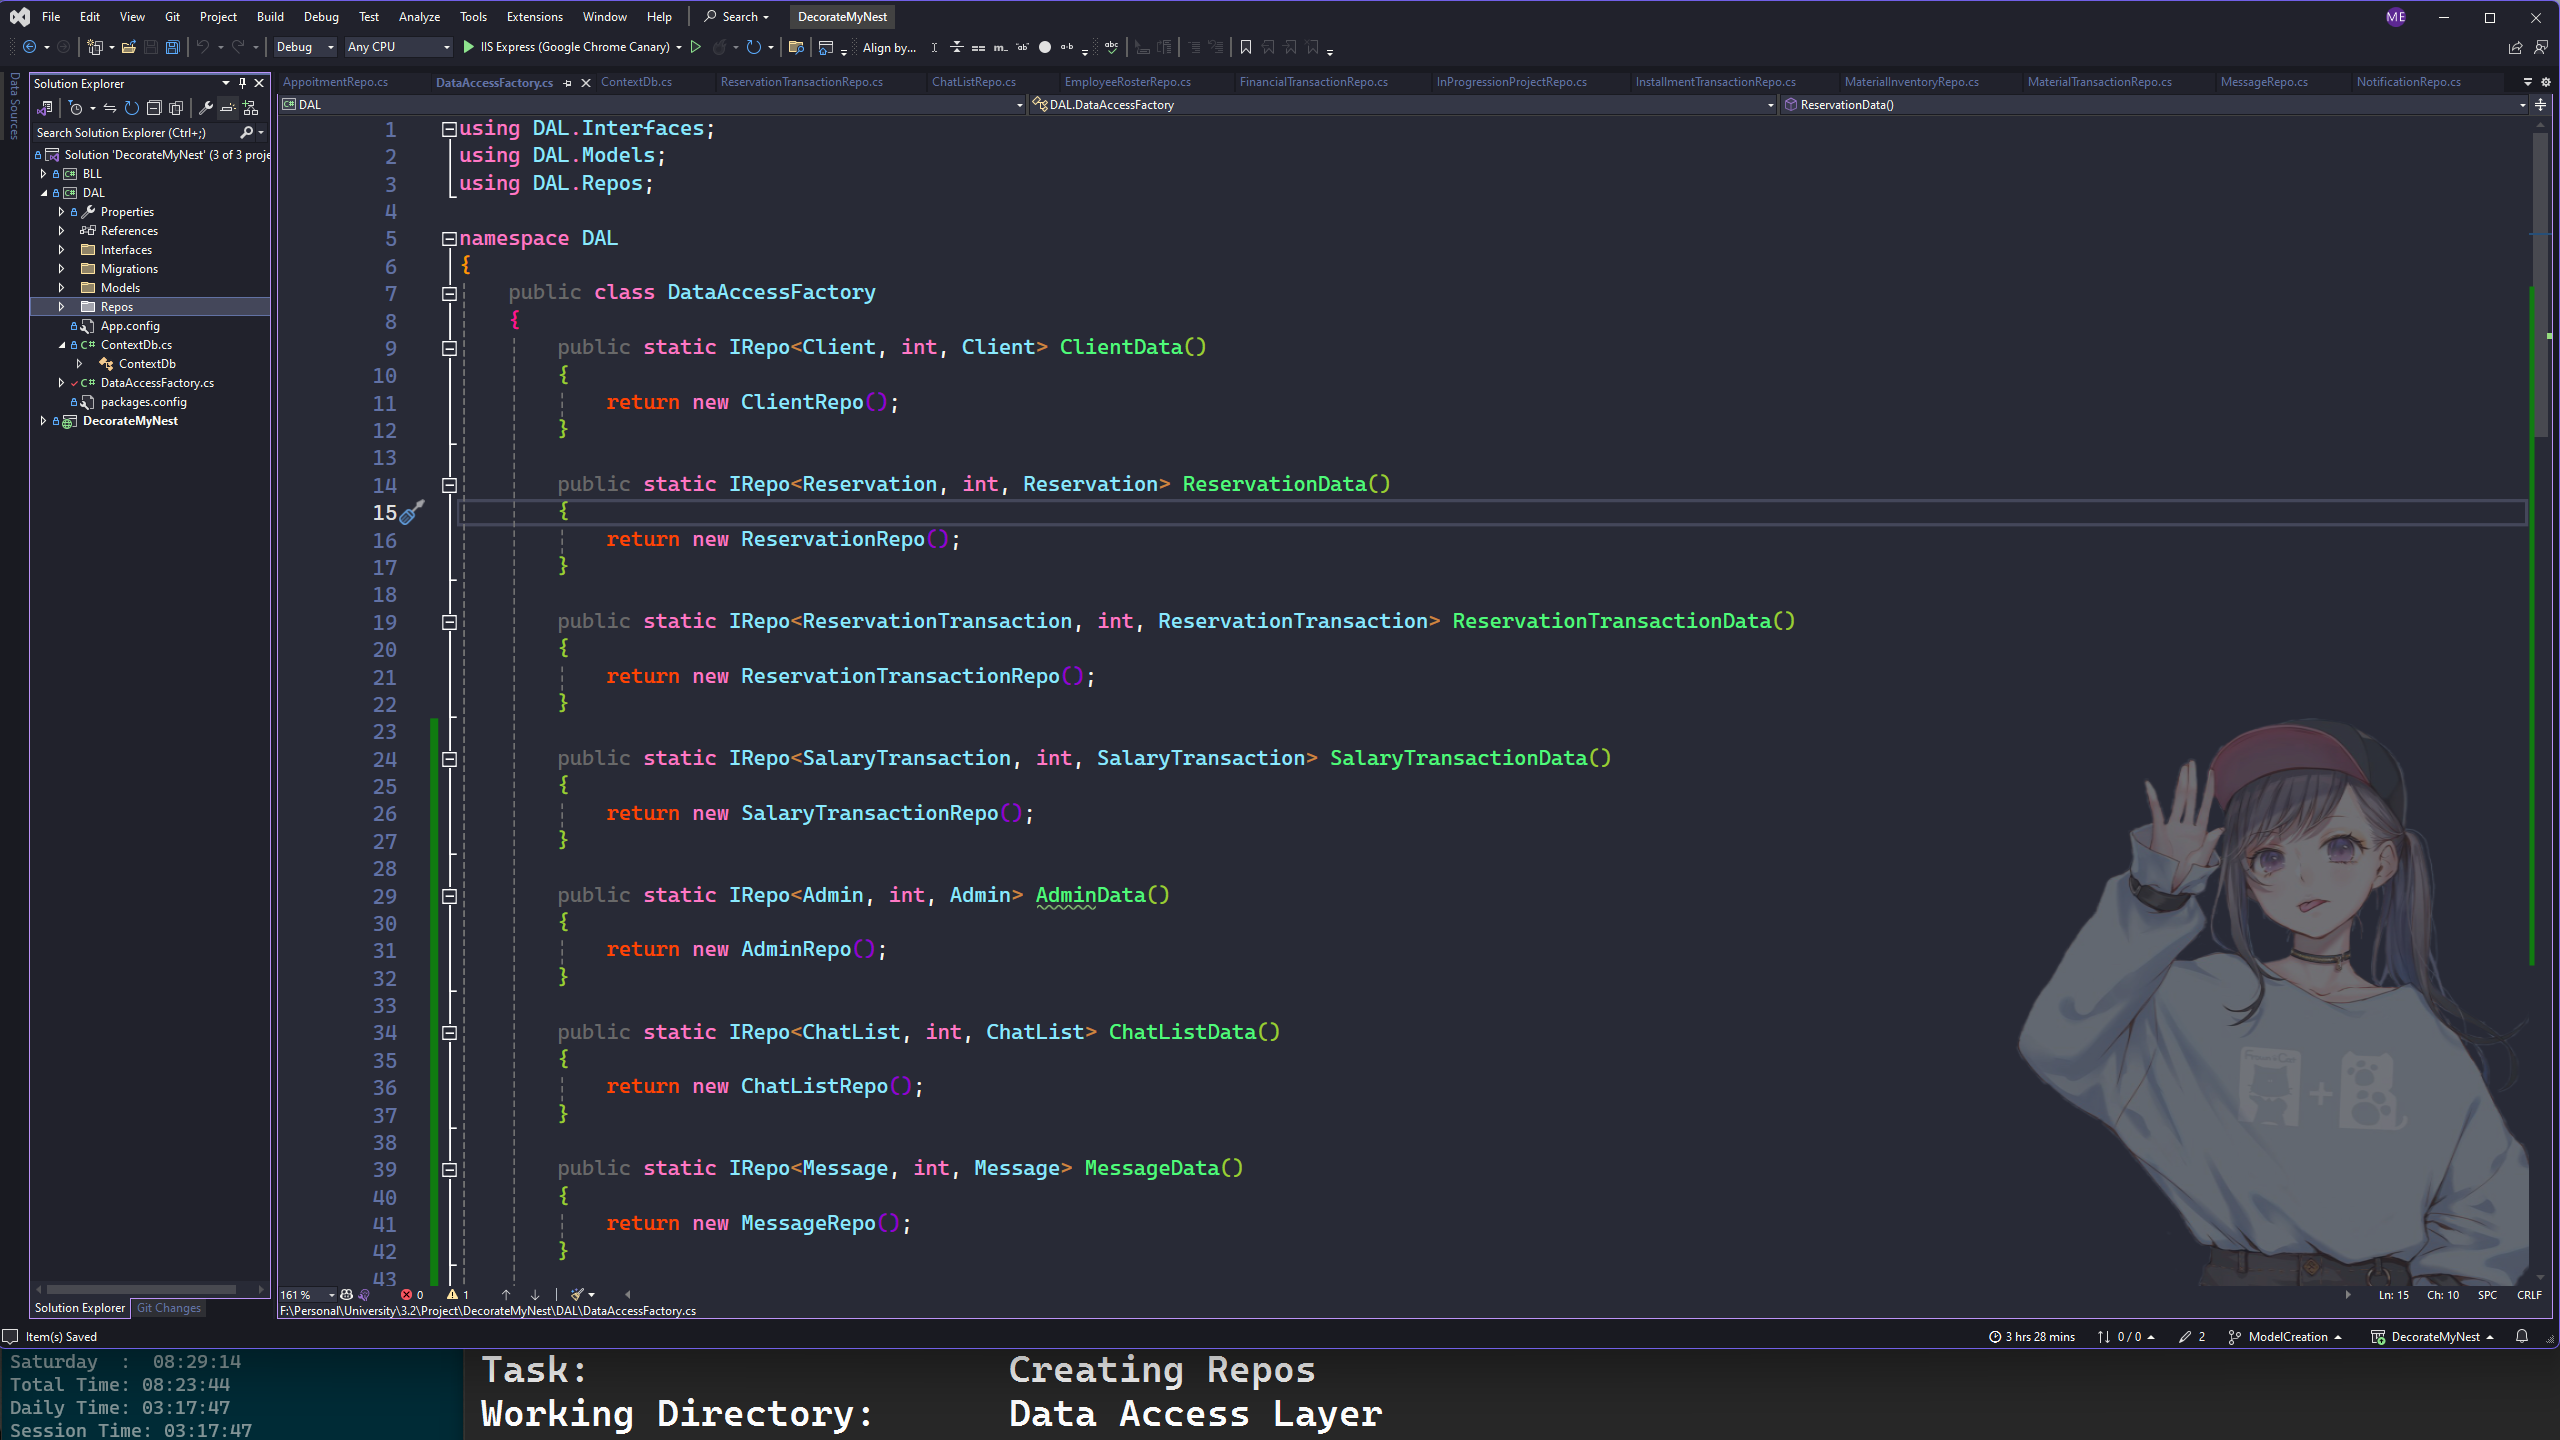 File Edit View Git Project Build Debug Test Analyze Tools Extensions Window Help Search DecorateMyNest ME
Debug Any CPU IIS Express (Google Chrome Canary) Align by...
Data Sources
Solution Explorer
Search Solution Explorer (Ctrl+;)
Solution 'DecorateMyNest' (3 of 3 proje
BLL
DAL
Properties
References
Interfaces
Migrations
Models
Repos
App.config
ContextDb.cs
ContextDb
DataAccessFactory.cs
packages.config
DecorateMyNest
Solution Explorer Git Changes
AppoitmentRepo.cs DataAccessFactory.cs ContextDb.cs ReservationTransactionRepo.cs ChatListRepo.cs EmployeeRosterRepo.cs FinancialTransactionRepo.cs InProgressionProjectRepo.cs InstallmentTransactionRepo.cs MaterialInventoryRepo.cs MaterialTransactionRepo.cs MessageRepo.cs NotificationRepo.cs
DAL DAL.DataAccessFactory ReservationData()
1 using DAL.Interfaces;
2 using DAL.Models;
3 using DAL.Repos;
4
5 namespace DAL
6 {
7 public class DataAccessFactory
8 {
9 public static IRepo<Client, int, Client> ClientData()
10 {
11 return new ClientRepo();
12 }
13
14 public static IRepo<Reservation, int, Reservation> ReservationData()
15 {
16 return new ReservationRepo();
17 }
18
19 public static IRepo<ReservationTransaction, int, ReservationTransaction> ReservationTransactionData()
20 {
21 return new ReservationTransactionRepo();
22 }
23
24 public static IRepo<SalaryTransaction, int, SalaryTransaction> SalaryTransactionData()
25 {
26 return new SalaryTransactionRepo();
27 }
28
29 public static IRepo<Admin, int, Admin> AdminData()
30 {
31 return new AdminRepo();
32 }
33
34 public static IRepo<ChatList, int, ChatList> ChatListData()
35 {
36 return new ChatListRepo();
37 }
38
39 public static IRepo<Message, int, Message> MessageData()
40 {
41 return new MessageRepo();
42 }
43
161 % 0 1 Ln: 15 Ch: 10 SPC CRLF
F:\Personal\University\3.2\Project\DecorateMyNest\DAL\DataAccessFactory.cs
Item(s) Saved 3 hrs 28 mins 0 / 0 2 ModelCreation DecorateMyNest
Saturday : 08:29:14
Total Time: 08:23:44
Daily Time: 03:17:47
Session Time: 03:17:47
Task: Creating Repos
Working Directory: Data Access Layer